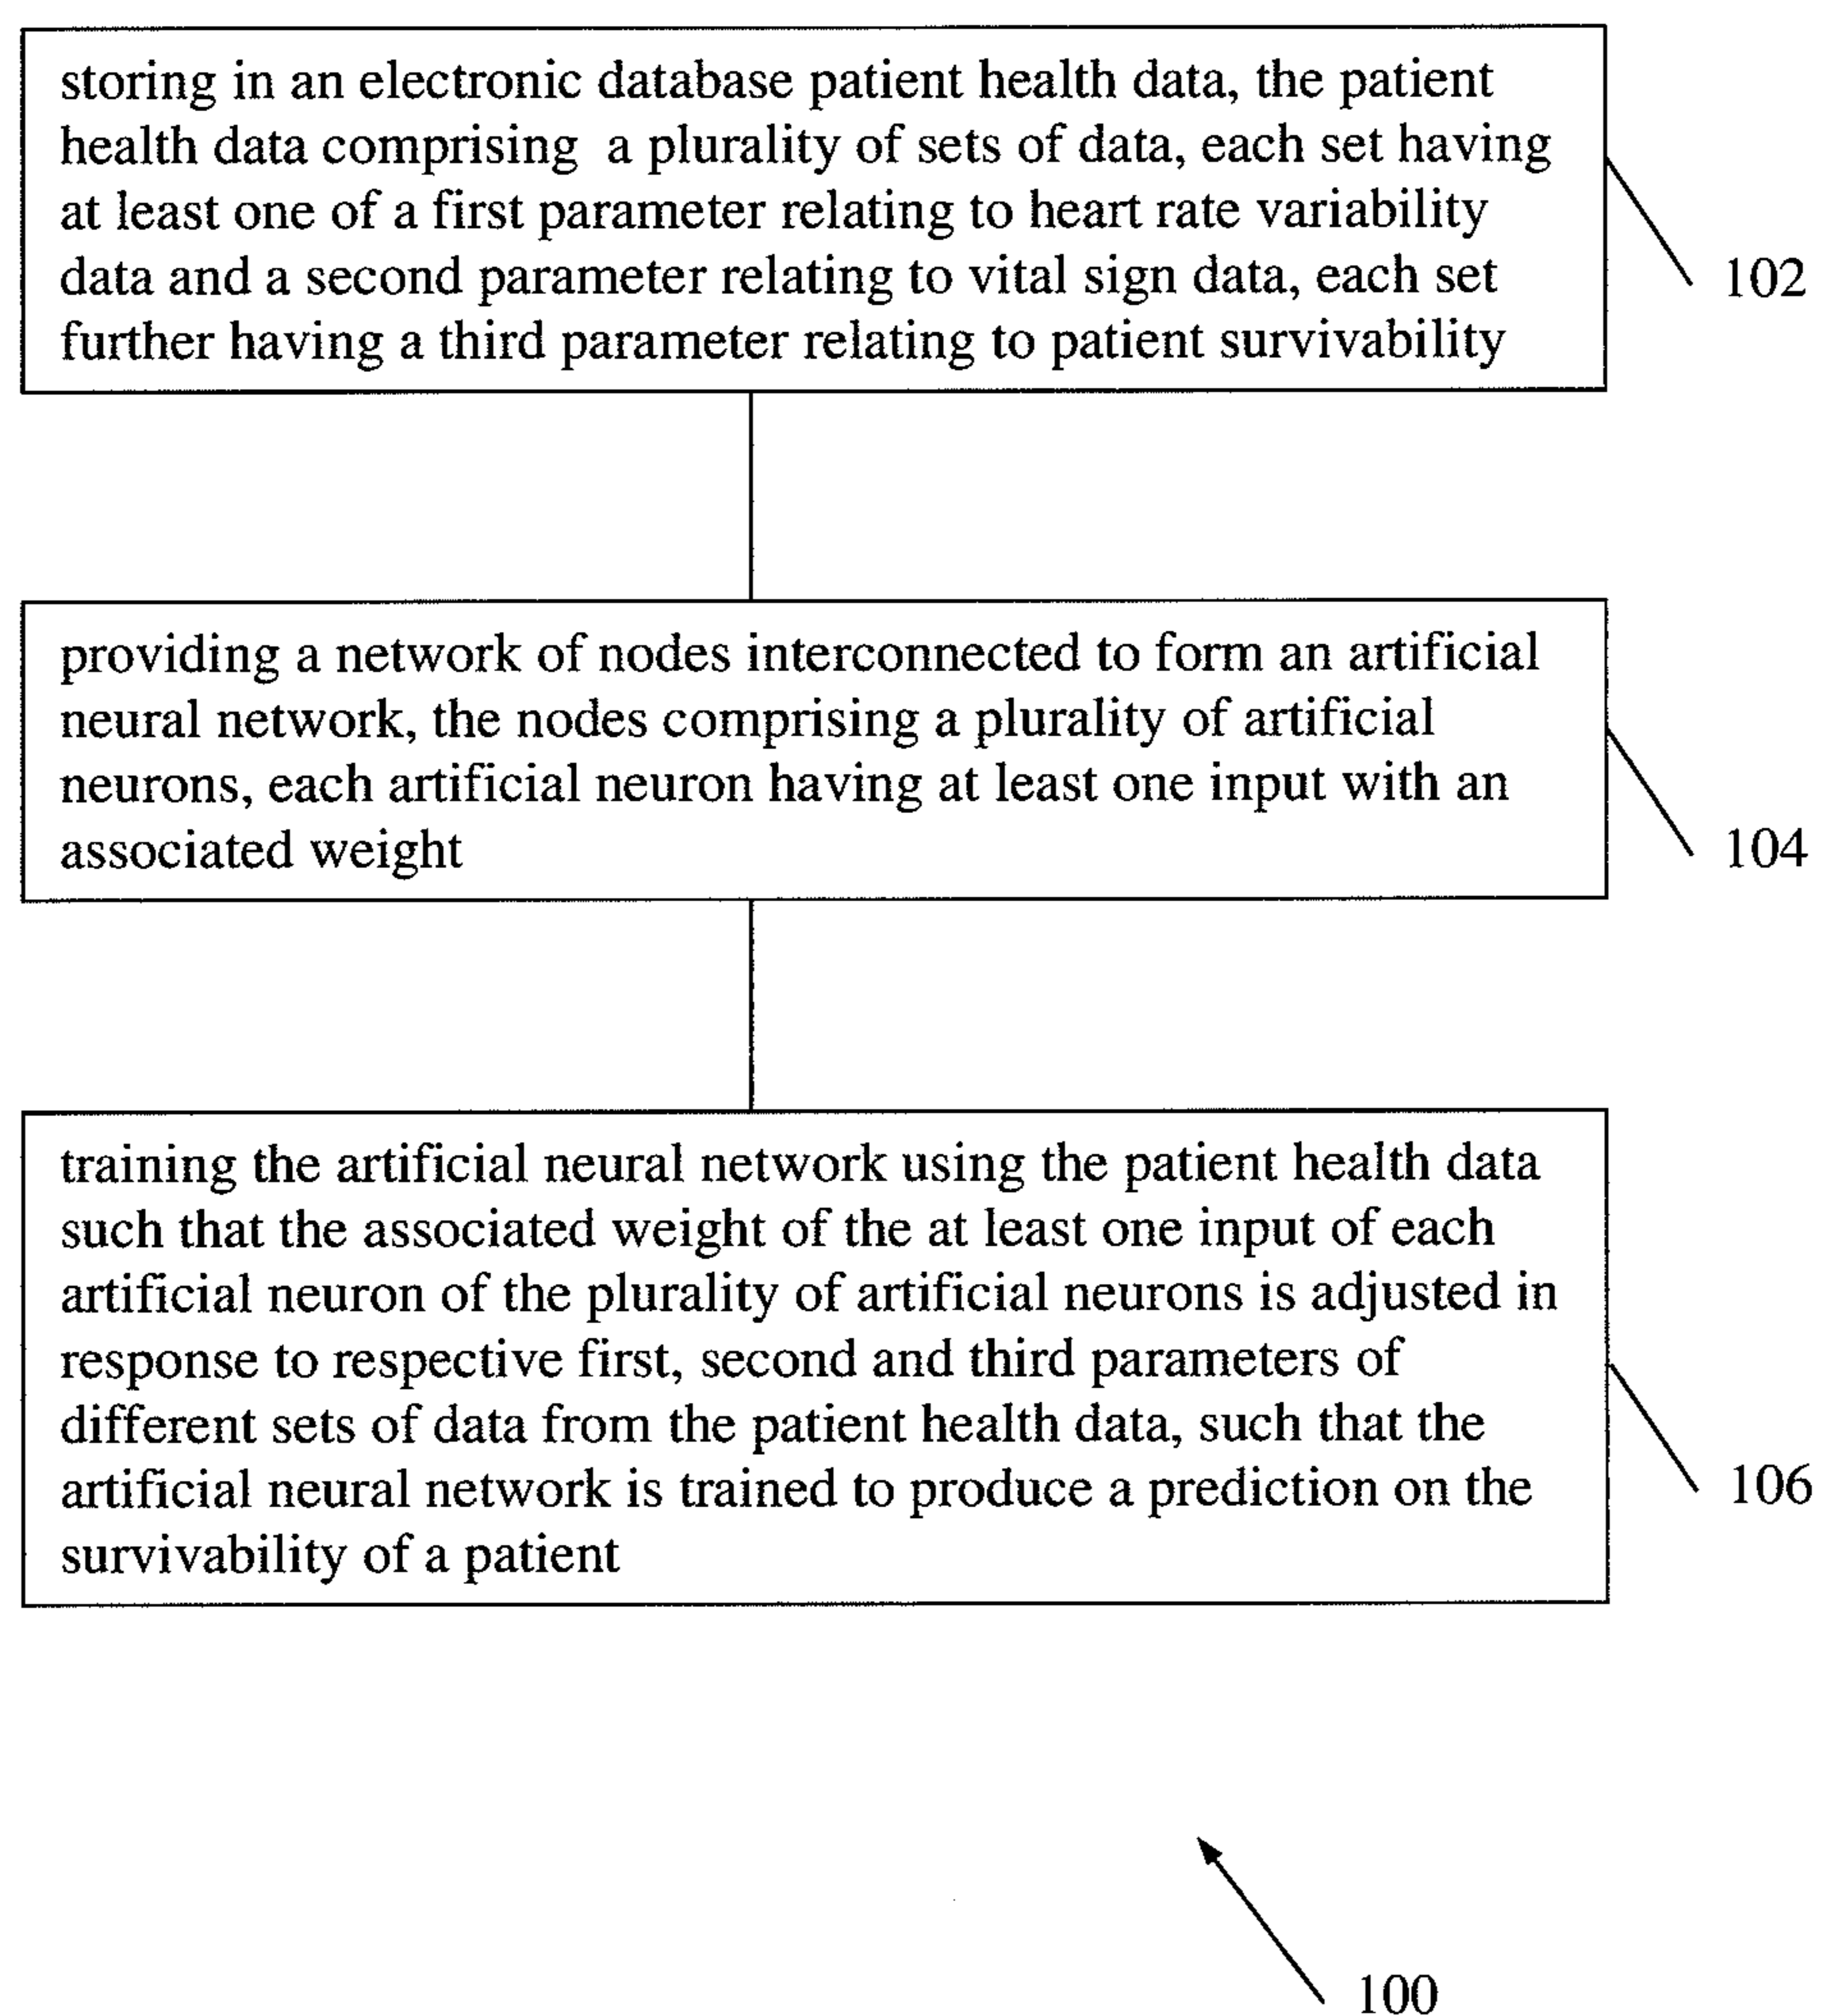 storing in an electronic database patient health data, the patient
health data comprising a plurality of sets of data, each set having
at least one of a first parameter relating to heart rate variability
data and a second parameter relating to vital sign data, each set
further having a third parameter relating to patient survivability
102
providing a network of nodes interconnected to form an artificial
neural network, the nodes comprising a plurality of artificial
neurons, each artificial neuron having at least one input with an
associated weight
104
training the artificial neural network using the patient health data
such that the associated weight of the at least one input of each
artificial neuron of the plurality of artificial neurons is adjusted in
response to respective first, second and third parameters of
different sets of data from the patient health data, such that the
artificial neural network is trained to produce a prediction on the
survivability of a patient
106
100